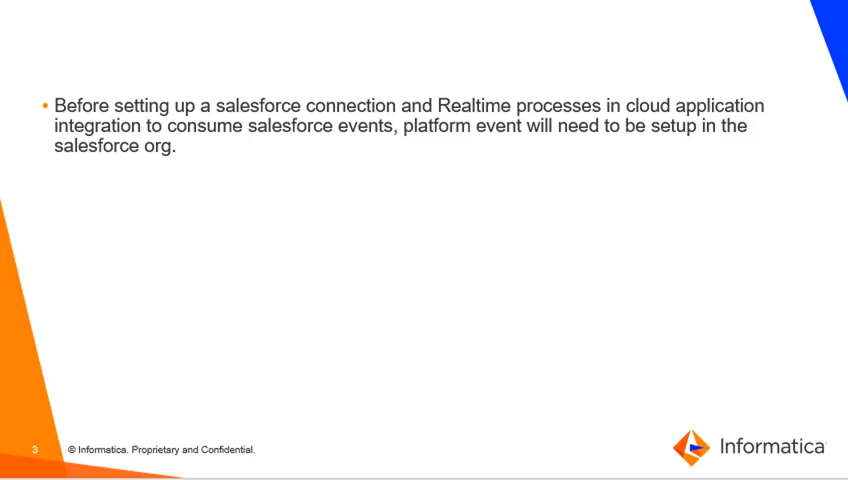 • Before setting up a salesforce connection and Realtime processes in cloud application
integration to consume salesforce events, platform event will need to be setup in the
salesforce org.
3 © Informatica. Proprietary and Confidential.
Informatica